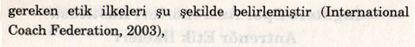 gereken etik ilkeleri şu şekilde belirlemiştir (International
Coach Federation, 2003),